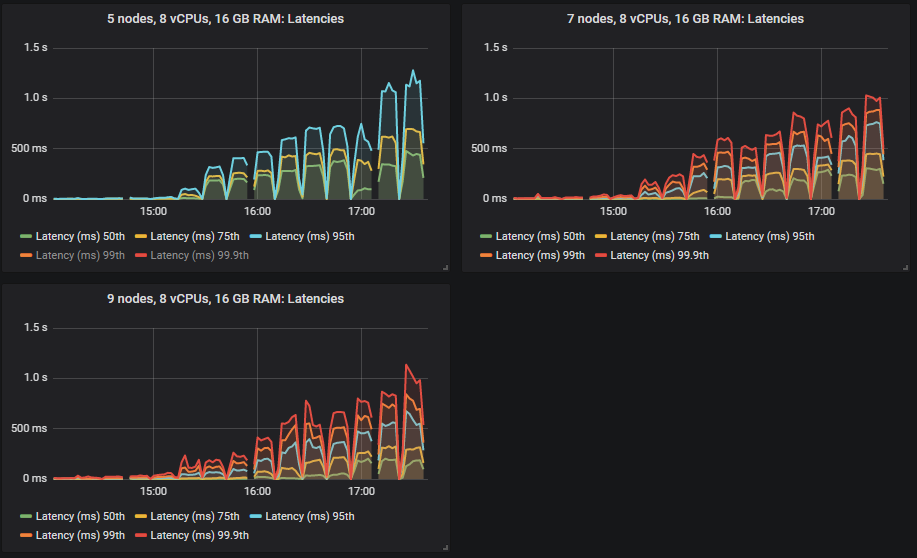 5 nodes, 8 vCPUs, 16 GB RAM: Latencies
1.5 s
1.0 s
500 ms
0 ms
15:00 16:00 17:00
Latency (ms) 50th Latency (ms) 75th Latency (ms) 95th
Latency (ms) 99th Latency (ms) 99.9th
7 nodes, 8 vCPUs, 16 GB RAM: Latencies
1.5 s
1.0 s
500 ms
0 ms
15:00 16:00 17:00
Latency (ms) 50th Latency (ms) 75th Latency (ms) 95th
Latency (ms) 99th Latency (ms) 99.9th
9 nodes, 8 vCPUs, 16 GB RAM: Latencies
1.5 s
1.0 s
500 ms
0 ms
15:00 16:00 17:00
Latency (ms) 50th Latency (ms) 75th Latency (ms) 95th
Latency (ms) 99th Latency (ms) 99.9th